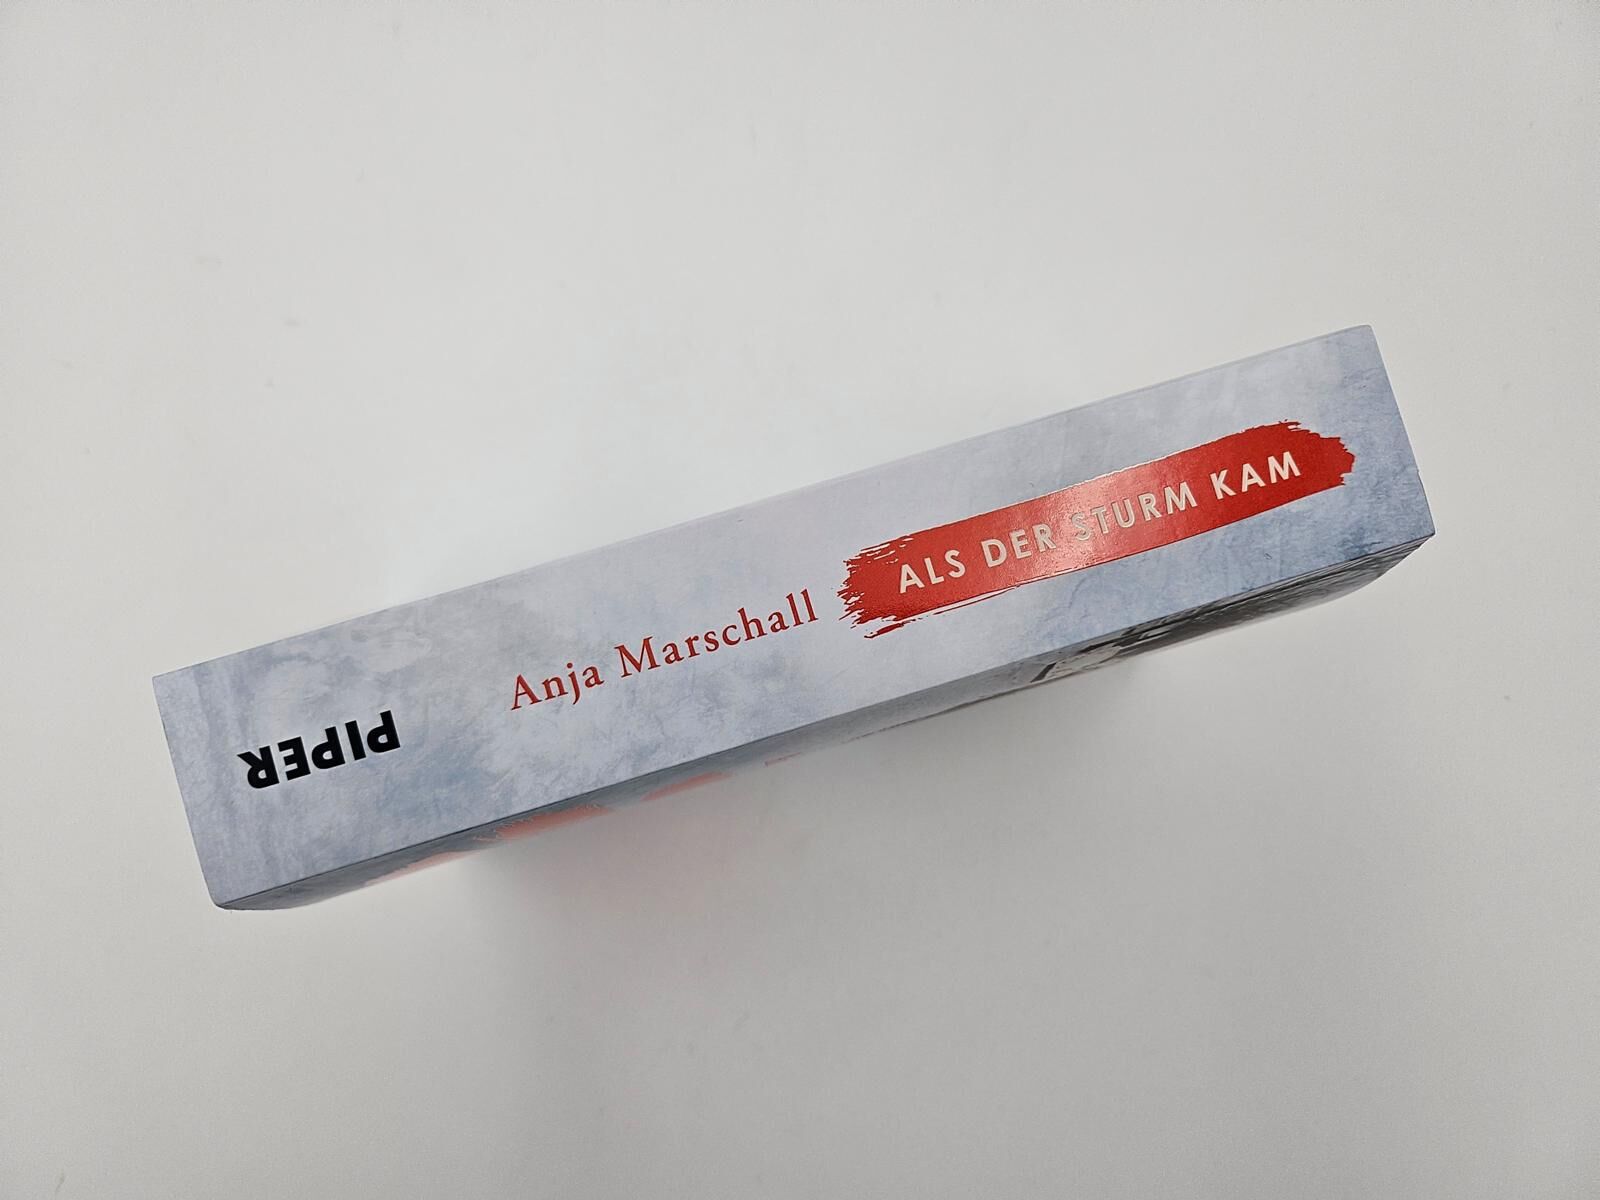 Anja Marschall
ALS DER STURM KAM
PIPER